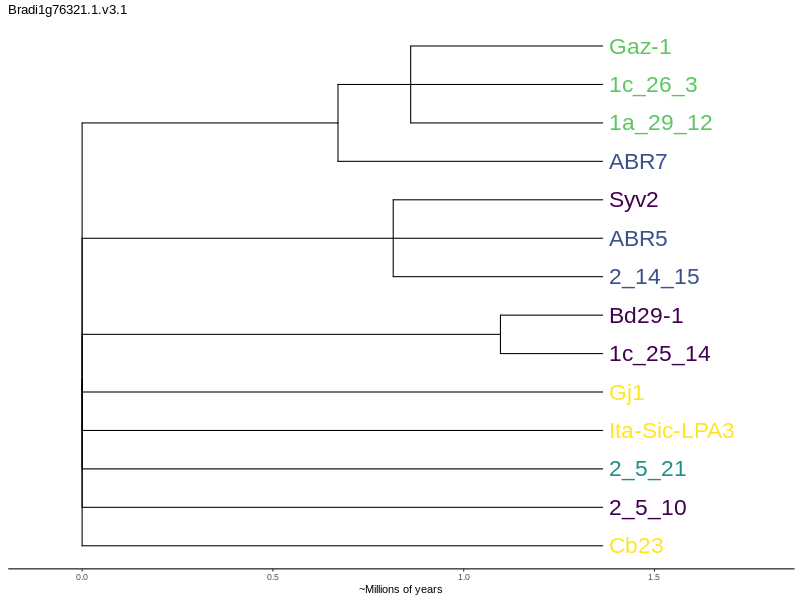 Bradi1g76321.1.v3.1
Gaz-1
1c_26_3
1a_29_12
ABR7
Syv2
ABR5
2_14_15
Bd29-1
1c_25_14
Gj1
Ita-Sic-LPA3
2_5_21
2_5_10
Cb23
0.0 0.5 1.0 1.5
~Millions of years